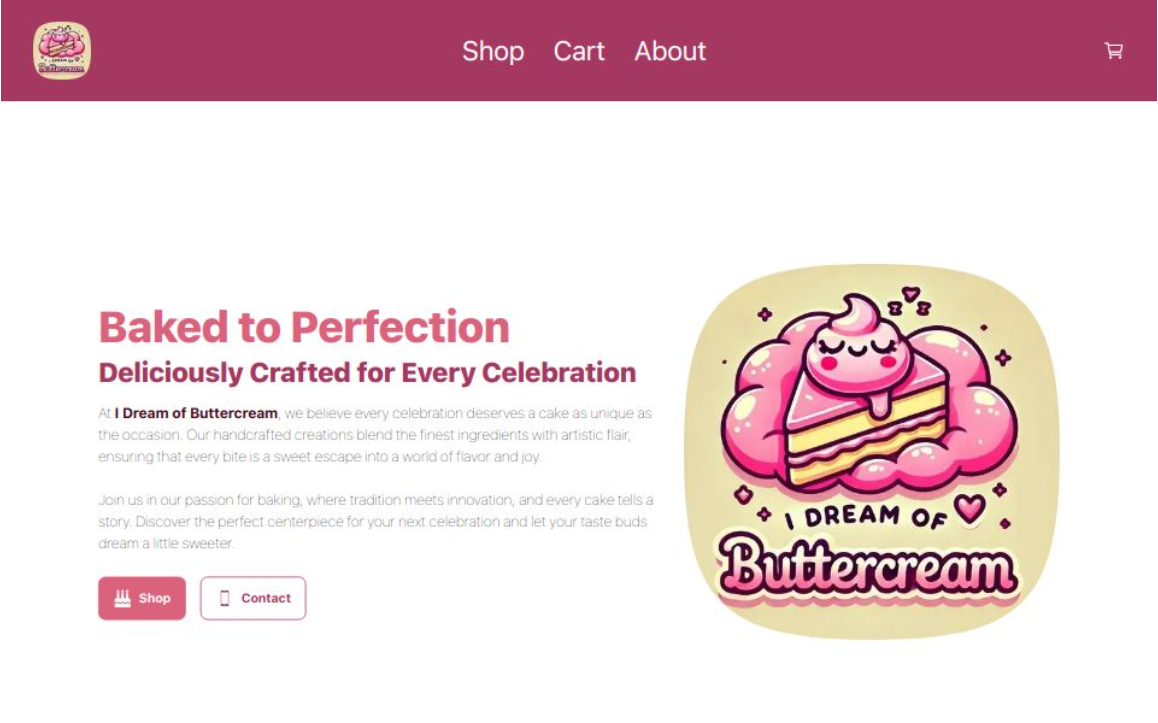 I DREAM OF
Buttercream
Shop Cart About
Baked to Perfection
Deliciously Crafted for Every Celebration
At I Dream of Buttercream, we believe every celebration deserves a cake as unique as
the occasion. Our handcrafted creations blend the finest ingredients with artistic flair,
ensuring that every bite is a sweet escape into a world of flavor and joy.
Join us in our passion for baking, where tradition meets innovation, and every cake tells a
story. Discover the perfect centerpiece for your next celebration and let your taste buds
dream a little sweeter.
Shop Contact
z z
I DREAM OF
Buttercream